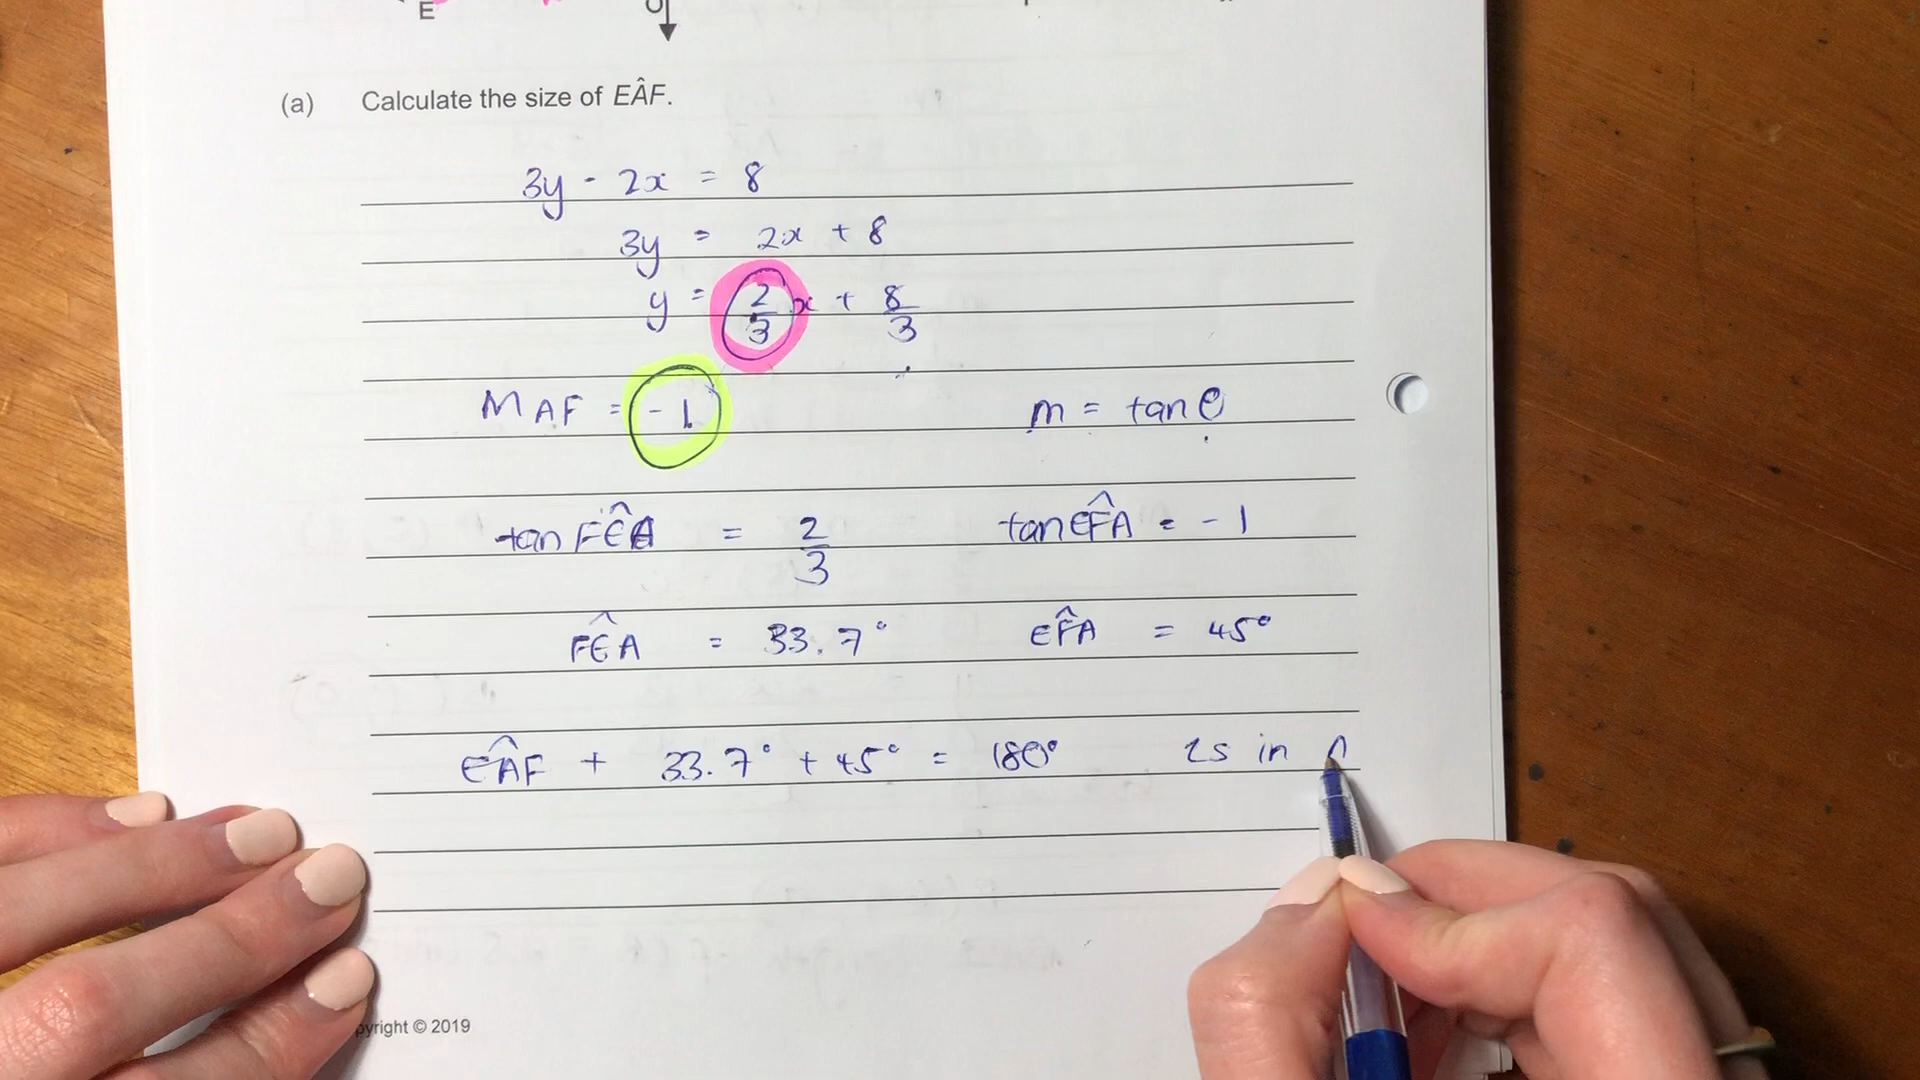 E
(a) Calculate the size of EÂF.
3y - 2x = 8
3y = 2x + 8
y = 2/3 x + 8/3
MAF = -1 m = tan θ
tan FÊA = 2/3 tan EF̂A = -1
FÊA = 33.7° EF̂A = 45°
EÂF + 33.7° + 45° = 180° ∠s in
pyright © 2019